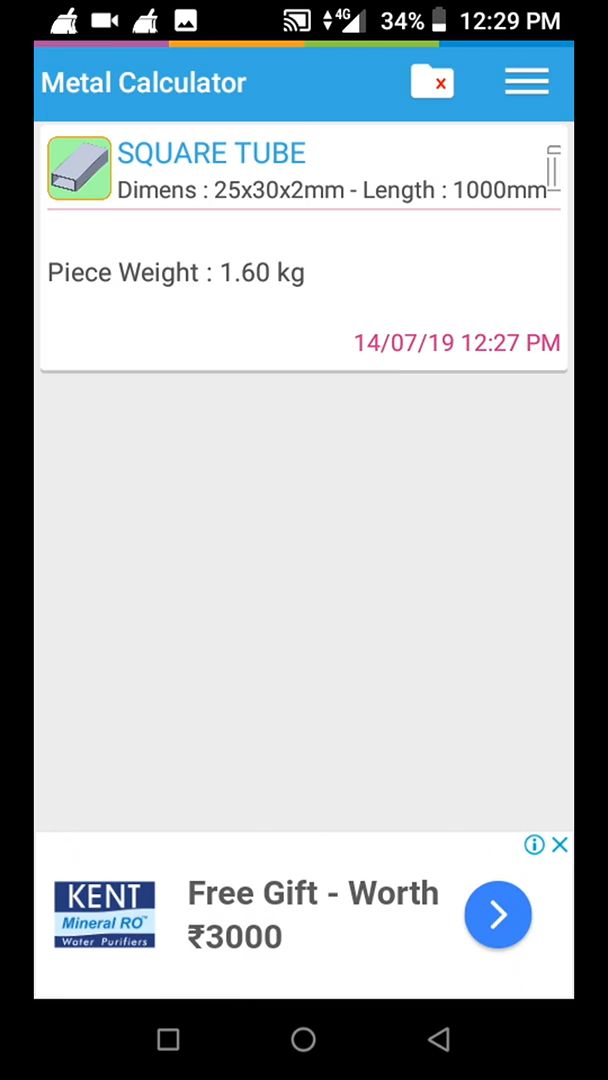 4G 34% 12:29 PM
Metal Calculator
SQUARE TUBE
Dimens : 25x30x2mm - Length : 1000mm
Piece Weight : 1.60 kg
14/07/19 12:27 PM
KENT
Mineral RO™
Water Purifiers
Free Gift - Worth
₹3000